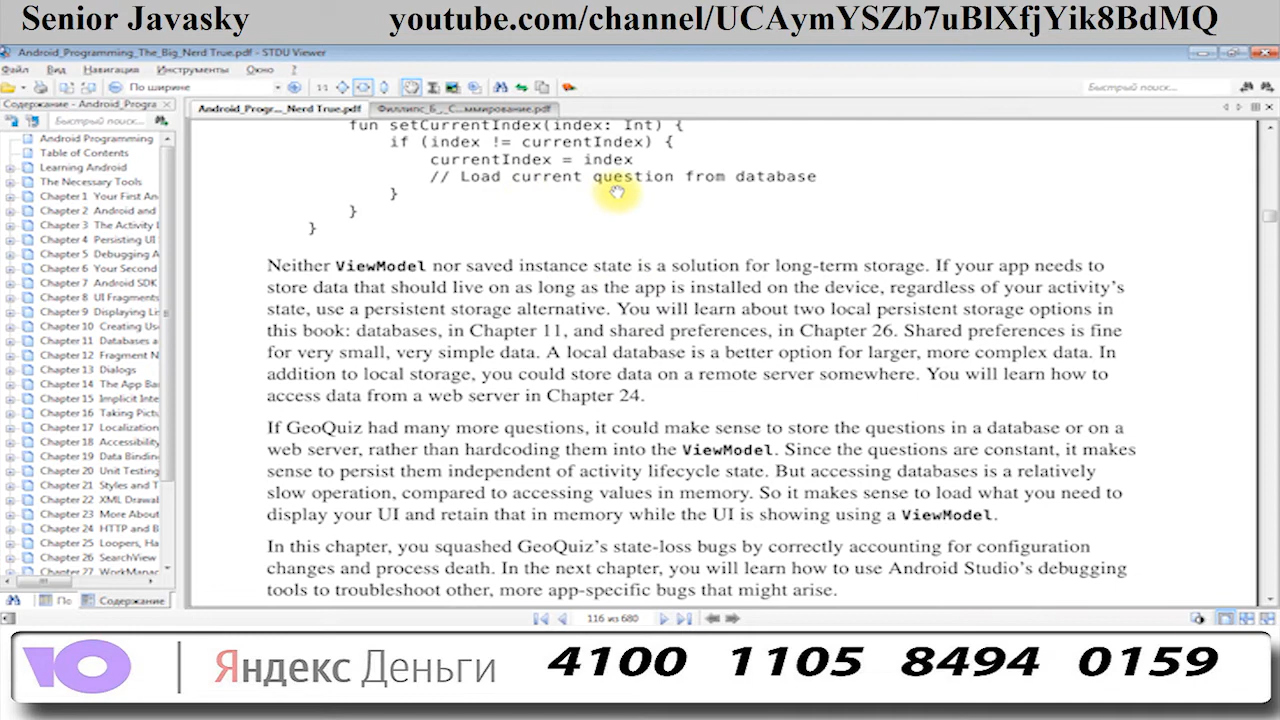 Senior Javasky youtube.com/channel/UCAymYSZb7uBlXfjYik8BdMQ
Android_Programming_The_Big_Nerd True.pdf - STDU Viewer
Файл Вид Навигация Инструменты Окно ?
По ширине
Быстрый поиск...
Содержание - Android_Progra
Android_Progr..._Nerd True.pdf
Филлипс_Б_,_С...ммирование.pdf
Быстрый поиск...
Android Programming
Table of Contents
Learning Android
The Necessary Tools
Chapter 1 Your First An
Chapter 2 Android and
Chapter 3 The Activity l
Chapter 4 Persisting UI
Chapter 5 Debugging A
Chapter 6 Your Second
Chapter 7 Android SDK
Chapter 8 UI Fragments
Chapter 9 Displaying Lis
Chapter 10 Creating Use
Chapter 11 Databases a
Chapter 12 Fragment N
Chapter 13 Dialogs
Chapter 14 The App Ba
Chapter 15 Implicit Inte
Chapter 16 Taking Pictu
Chapter 17 Localization
Chapter 18 Accessibility
Chapter 19 Data Bindin
Chapter 20 Unit Testing
Chapter 21 Styles and T
Chapter 22 XML Drawal
Chapter 23 More About
Chapter 24 HTTP and B
Chapter 25 Loopers, Ha
Chapter 26 SearchView
Chapter 27 WorkManag
По Содержание
fun setCurrentIndex(index: Int) {
if (index != currentIndex) {
currentIndex = index
// Load current question from database
}
}
}
Neither ViewModel nor saved instance state is a solution for long-term storage. If your app needs to
store data that should live on as long as the app is installed on the device, regardless of your activity's
state, use a persistent storage alternative. You will learn about two local persistent storage options in
this book: databases, in Chapter 11, and shared preferences, in Chapter 26. Shared preferences is fine
for very small, very simple data. A local database is a better option for larger, more complex data. In
addition to local storage, you could store data on a remote server somewhere. You will learn how to
access data from a web server in Chapter 24.
If GeoQuiz had many more questions, it could make sense to store the questions in a database or on a
web server, rather than hardcoding them into the ViewModel. Since the questions are constant, it makes
sense to persist them independent of activity lifecycle state. But accessing databases is a relatively
slow operation, compared to accessing values in memory. So it makes sense to load what you need to
display your UI and retain that in memory while the UI is showing using a ViewModel.
In this chapter, you squashed GeoQuiz's state-loss bugs by correctly accounting for configuration
changes and process death. In the next chapter, you will learn how to use Android Studio's debugging
tools to troubleshoot other, more app-specific bugs that might arise.
116 из 680
Ю Яндекс Деньги 4100 1105 8494 0159